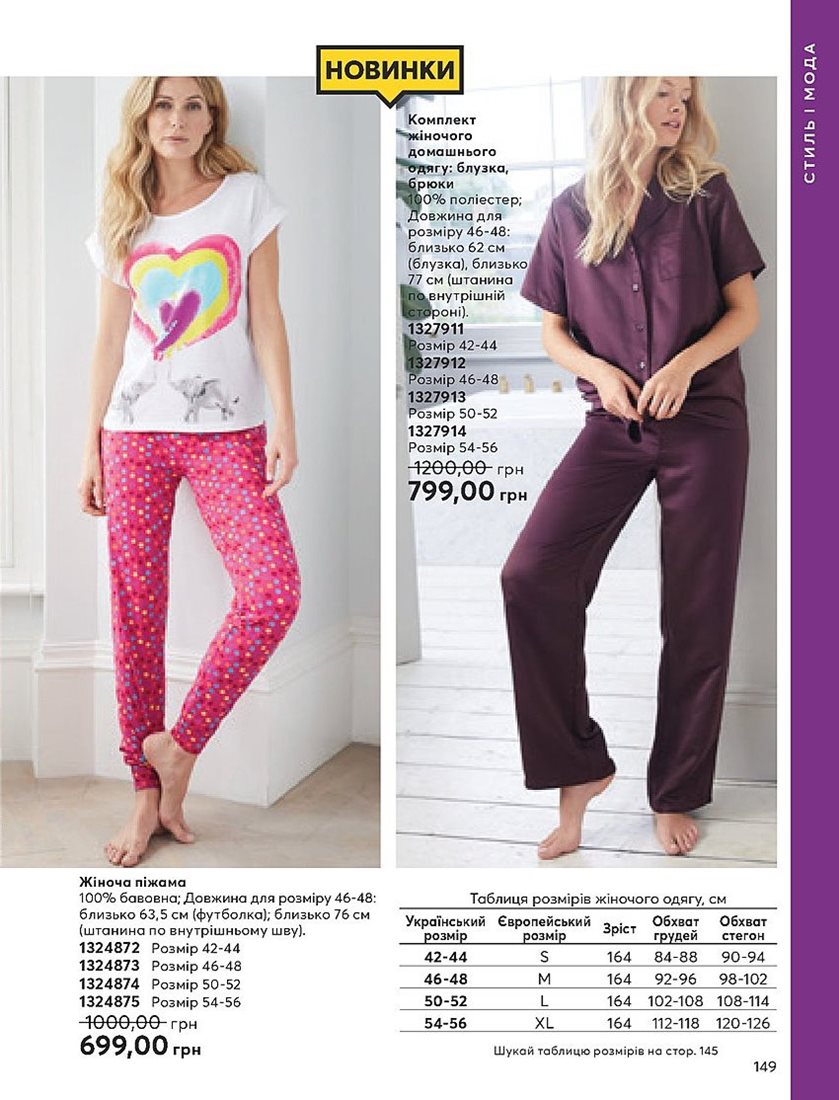 СТИЛЬ І МОДА
НОВИНКИ
Комплект
жіночого
домашнього
одягу: блузка,
брюки
100% поліестер;
Довжина для
розміру 46-48:
близько 62 см
(блузка), близько
77 см (штанина
по внутрішній
стороні).
1327911
Розмір 42-44
1327912
Розмір 46-48
1327913
Розмір 50-52
1327914
Розмір 54-56
1200,00 грн
799,00 грн
Жіноча піжама
100% бавовна; Довжина для розміру 46-48:
близько 63,5 см (футболка); близько 76 см
(штанина по внутрішньому шву).
1324872 Розмір 42-44
1324873 Розмір 46-48
1324874 Розмір 50-52
1324875 Розмір 54-56
1000,00 грн
699,00 грн
Таблиця розмірів жіночого одягу, см
Український розмір Європейський розмір Зріст Обхват грудей Обхват стегон
42-44 S 164 84-88 90-94
46-48 M 164 92-96 98-102
50-52 L 164 102-108 108-114
54-56 XL 164 112-118 120-126
Шукай таблицю розмірів на стор. 145
149